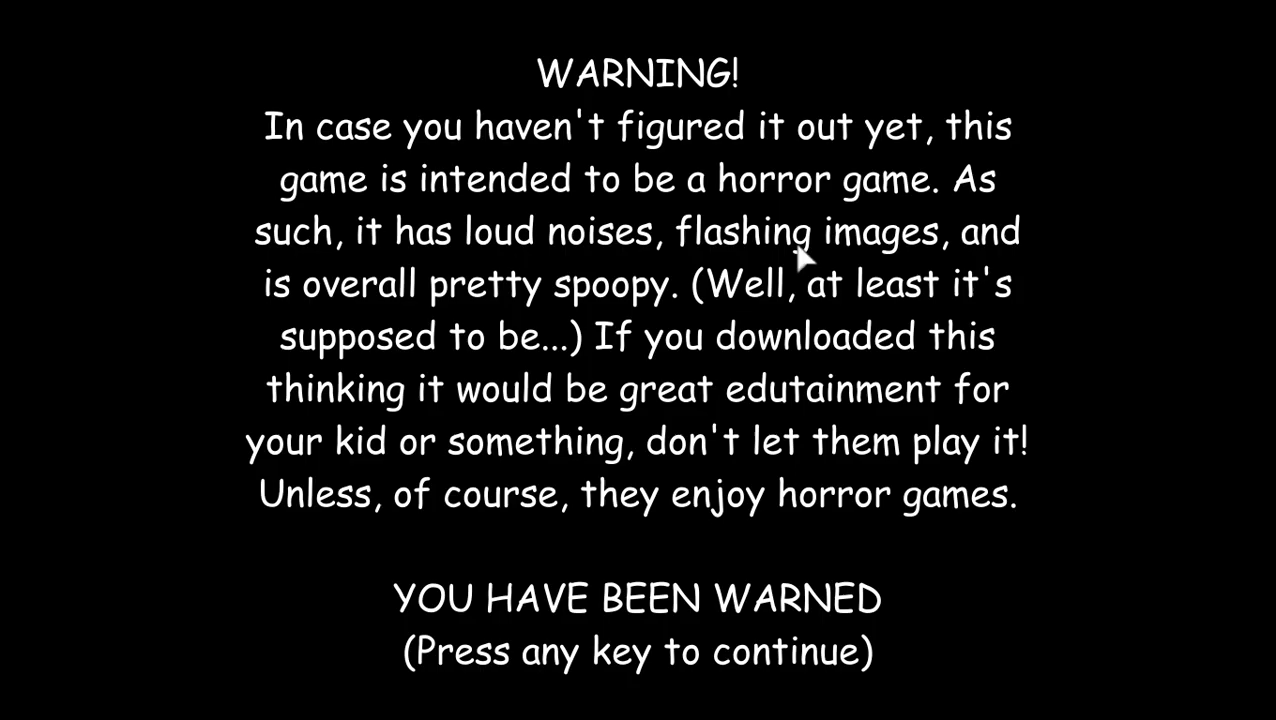 WARNING!
In case you haven't figured it out yet, this
game is intended to be a horror game. As
such, it has loud noises, flashing images, and
is overall pretty spoopy. (Well, at least it's
supposed to be...) If you downloaded this
thinking it would be great edutainment for
your kid or something, don't let them play it!
Unless, of course, they enjoy horror games.
YOU HAVE BEEN WARNED
(Press any key to continue)